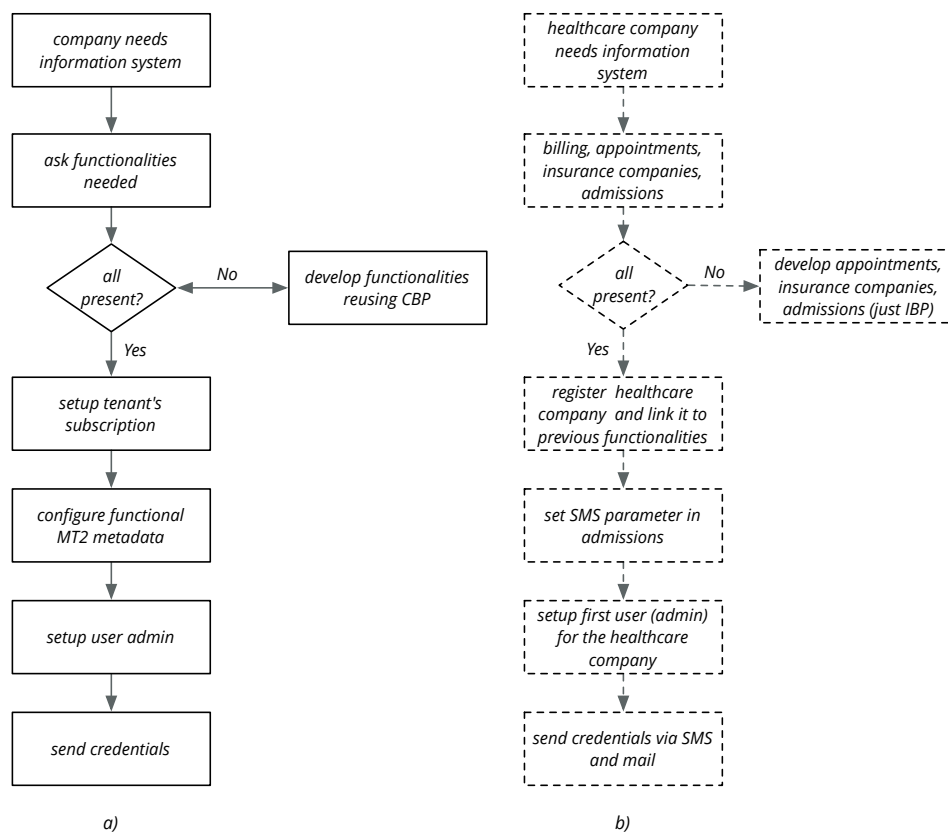 company needs
information system
ask functionalities
needed
all
present?
No
develop functionalities
reusing CBP
Yes
setup tenant's
subscription
configure functional
MT2 metadata
setup user admin
send credentials
a)
healthcare company
needs information
system
billing, appointments,
insurance companies,
admissions
all
present?
No
develop appointments,
insurance companies,
admissions (just IBP)
Yes
register healthcare
company and link it to
previous functionalities
set SMS parameter in
admissions
setup first user (admin)
for the healthcare
company
send credentials via SMS
and mail
b)